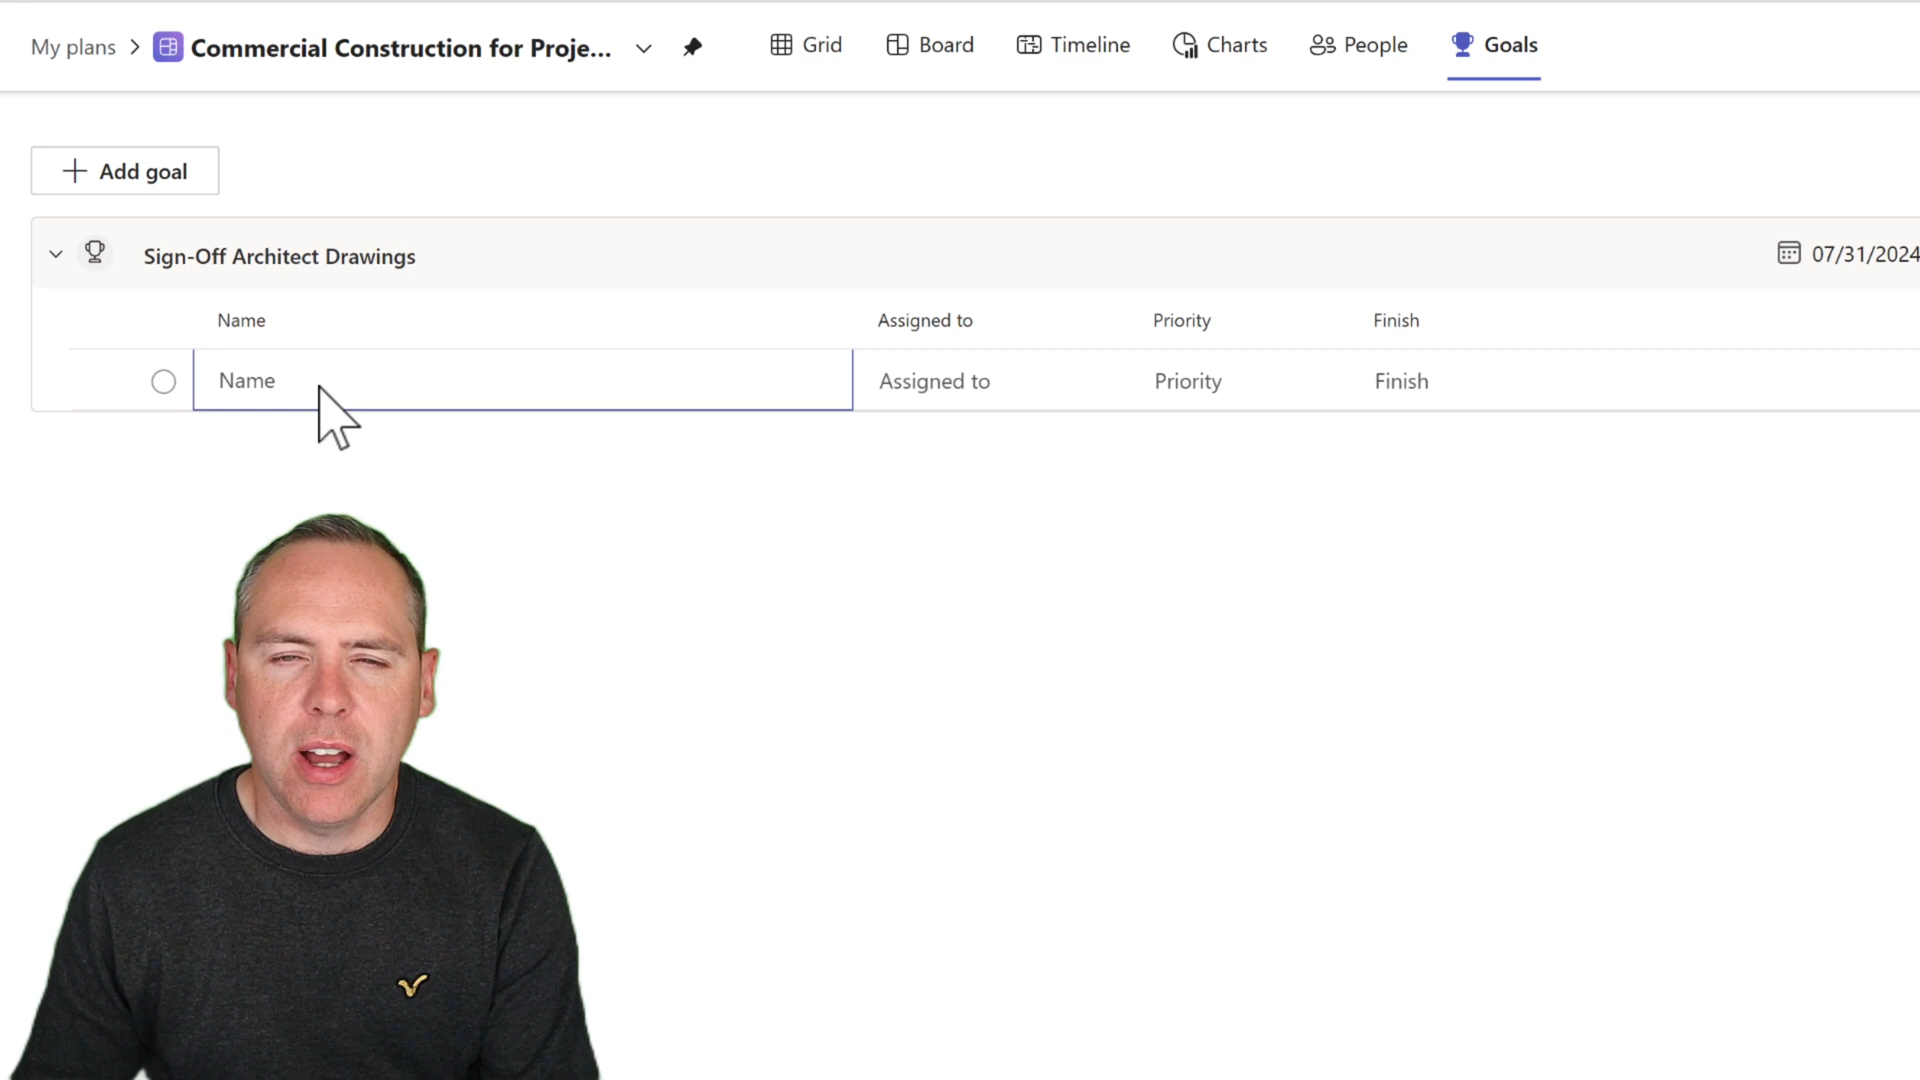 My plans > Commercial Construction for Proje... Grid Board Timeline Charts People Goals
+ Add goal
Sign-Off Architect Drawings 07/31/2024
Name Assigned to Priority Finish
Name Assigned to Priority Finish